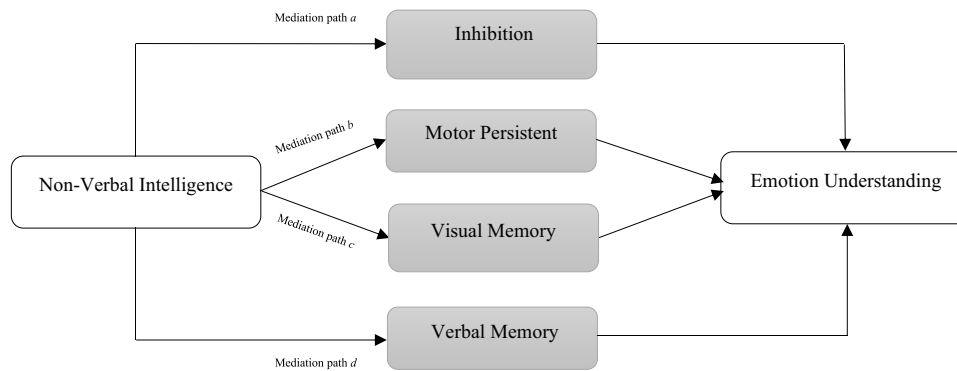 Mediation path a
Inhibition
Mediation path b
Motor Persistent
Non-Verbal Intelligence
Emotion Understanding
Mediation path c
Visual Memory
Verbal Memory
Mediation path d